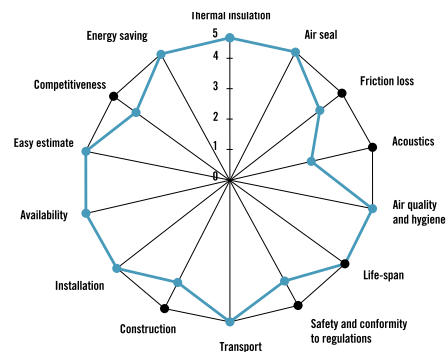 Thermal insulation
Energy saving
Air seal
5
4
3
2
1
0
Competitiveness
Friction loss
Easy estimate
Acoustics
Availability
Air quality
and hygiene
Installation
Life-span
Construction
Safety and conformity
to regulations
Transport